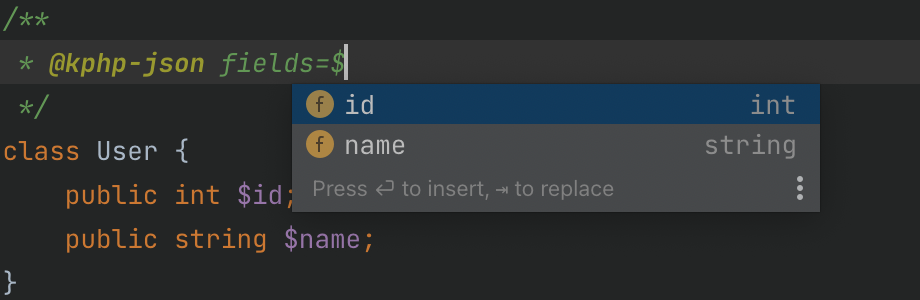 /**
 * @kphp-json fields=$
 */
f id int
class User {
f name string
    public int $id;
Press ⏎ to insert, ⇥ to replace
    public string $name;
}